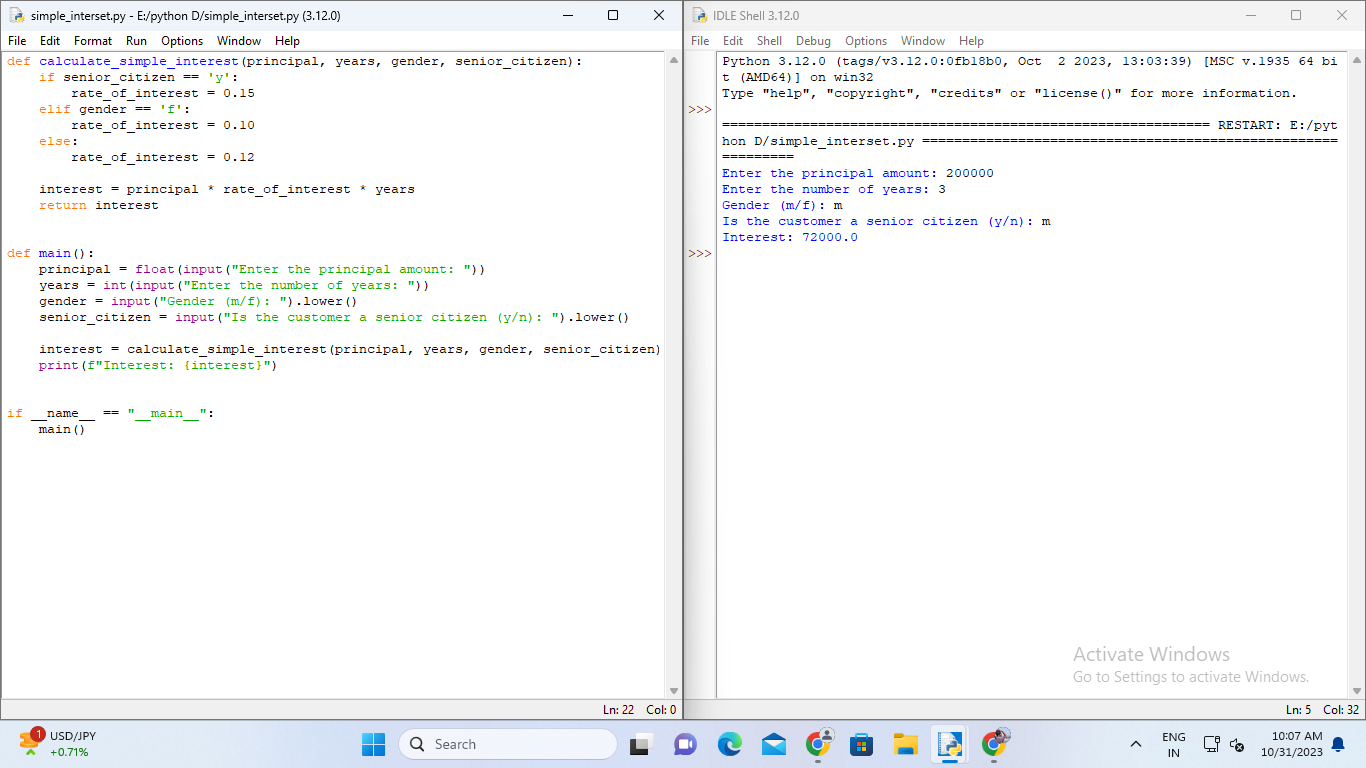 simple_interset.py - E:/python D/simple_interset.py (3.12.0)
File Edit Format Run Options Window Help
def calculate_simple_interest(principal, years, gender, senior_citizen):
    if senior_citizen == 'y':
        rate_of_interest = 0.15
    elif gender == 'f':
        rate_of_interest = 0.10
    else:
        rate_of_interest = 0.12

    interest = principal * rate_of_interest * years
    return interest


def main():
    principal = float(input("Enter the principal amount: "))
    years = int(input("Enter the number of years: "))
    gender = input("Gender (m/f): ").lower()
    senior_citizen = input("Is the customer a senior citizen (y/n): ").lower()

    interest = calculate_simple_interest(principal, years, gender, senior_citizen)
    print(f"Interest: {interest}")


if __name__ == "__main__":
    main()
Ln: 22 Col: 0
IDLE Shell 3.12.0
File Edit Shell Debug Options Window Help
Python 3.12.0 (tags/v3.12.0:0fb18b0, Oct  2 2023, 13:03:39) [MSC v.1935 64 bi
t (AMD64)] on win32
Type "help", "copyright", "credits" or "license()" for more information.
>>>
============================================================= RESTART: E:/pyt
hon D/simple_interset.py ====================================================
=========
Enter the principal amount: 200000
Enter the number of years: 3
Gender (m/f): m
Is the customer a senior citizen (y/n): m
Interest: 72000.0
>>>
Activate Windows
Go to Settings to activate Windows.
Ln: 5 Col: 32
1
USD/JPY
+0.71%
Search
ENG
IN
10:07 AM
10/31/2023